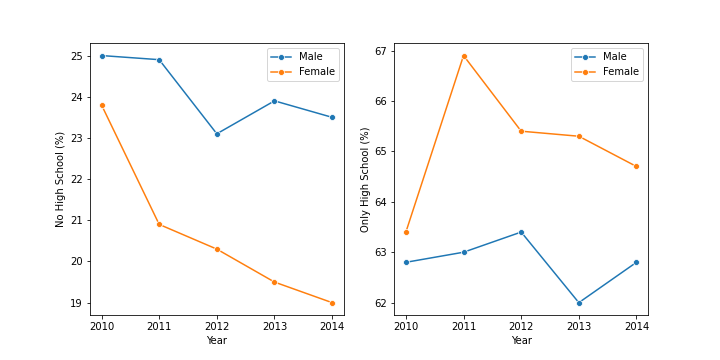 No High School (%)
25
24
23
22
21
20
19
Male
Female
2010 2011 2012 2013 2014
Year
Only High School (%)
67
66
65
64
63
62
Male
Female
2010 2011 2012 2013 2014
Year